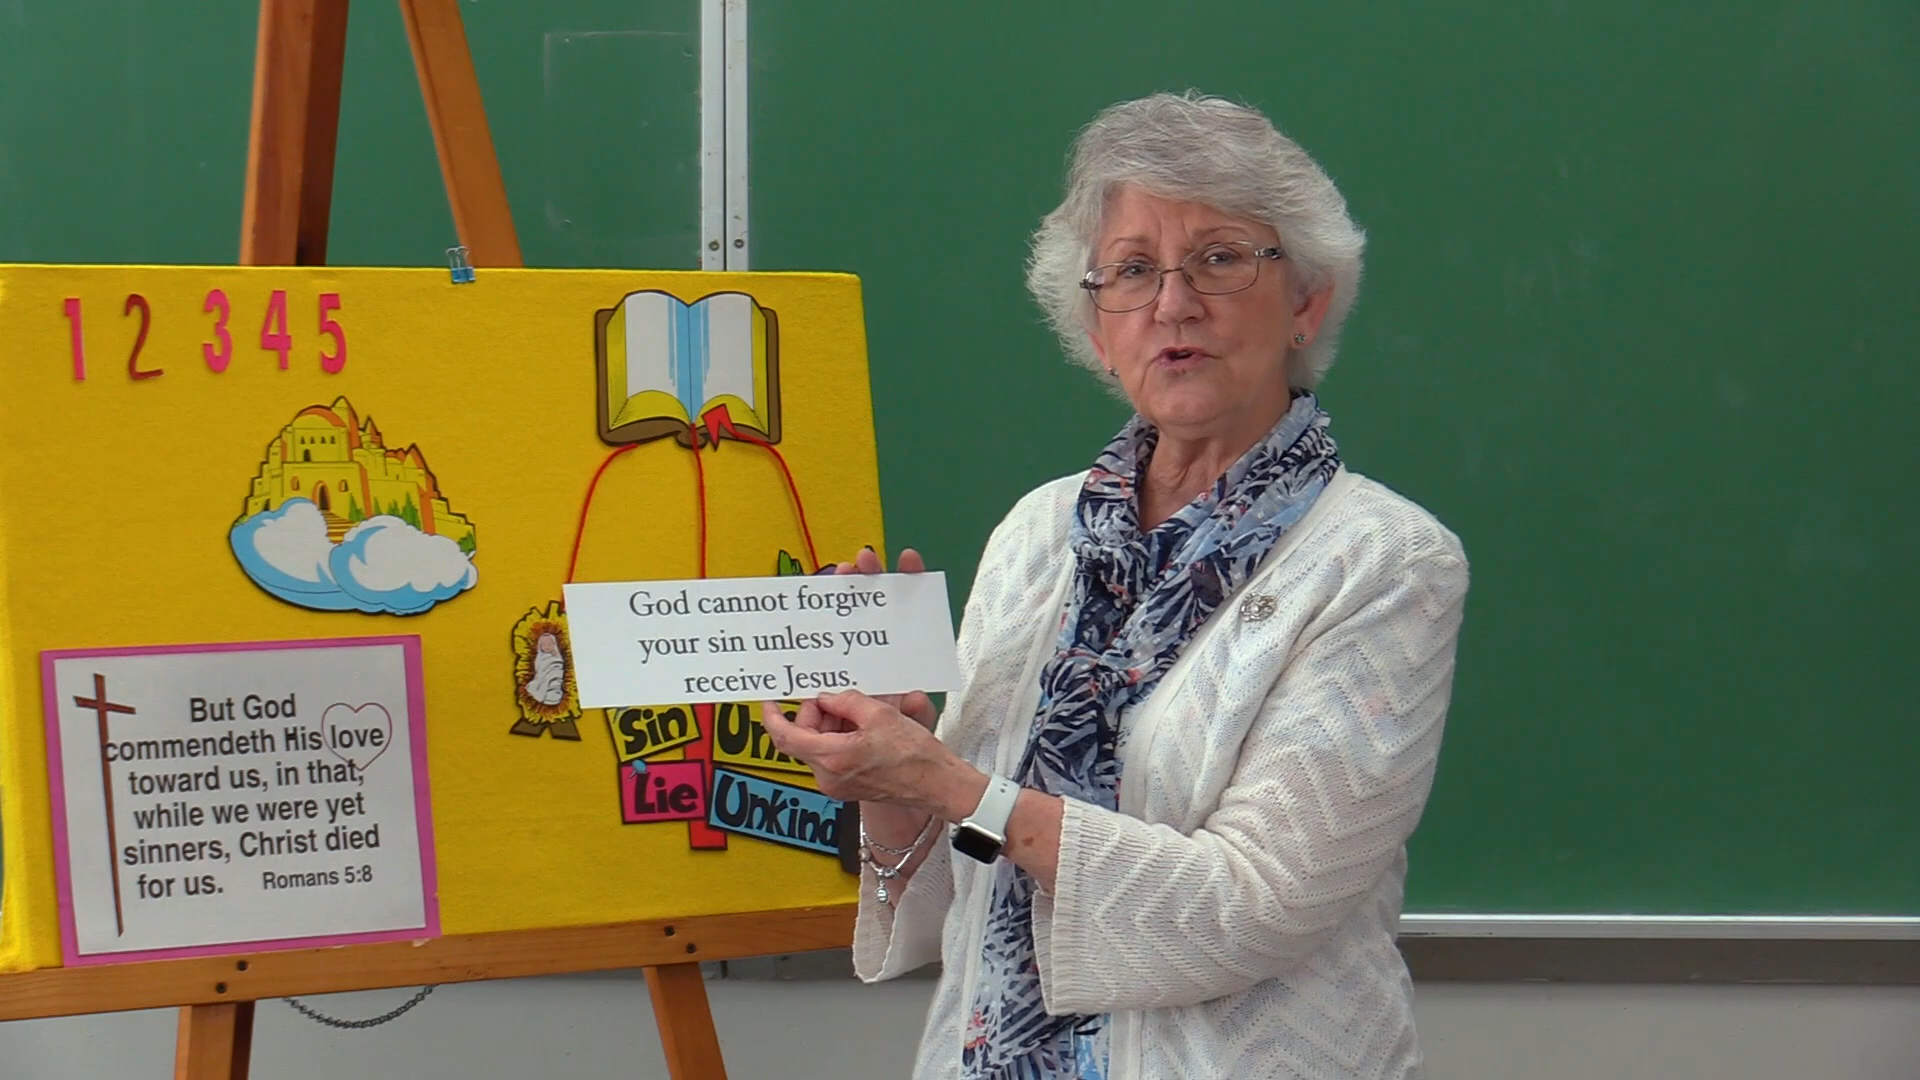 1 2 3 4 5
But God
commendeth His love
toward us, in that,
while we were yet
sinners, Christ died
for us. Romans 5:8
God cannot forgive
your sin unless you
receive Jesus.
Sin
Lie
Unkind